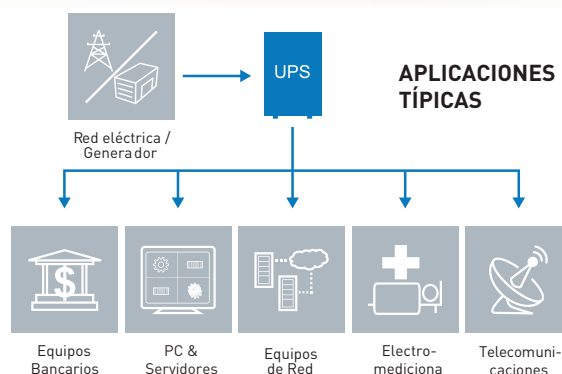 UPS
APLICACIONES
TÍPICAS
Red eléctrica /
Generador
$
Equipos
Bancarios
PC &
Servidores
Equipos
de Red
Electro-
mediciona
Telecomuni-
caciones